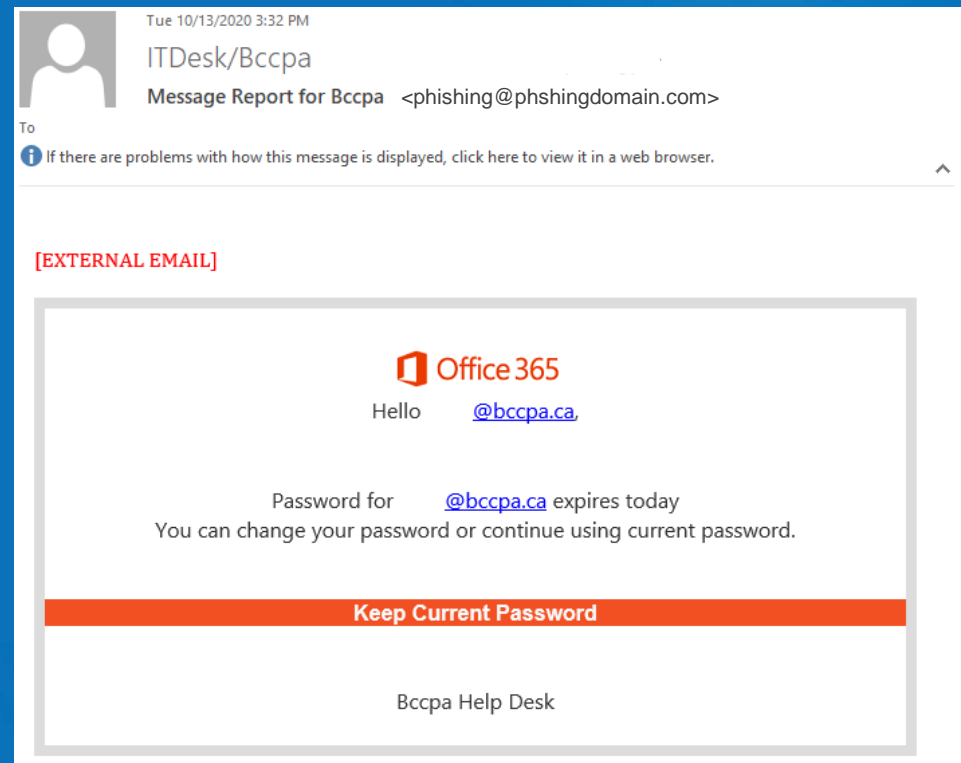 Tue 10/13/2020 3:32 PM
ITDesk/Bccpa
Message Report for Bccpa <phishing@phshingdomain.com>
To
If there are problems with how this message is displayed, click here to view it in a web browser.
[EXTERNAL EMAIL]
Office 365
Hello @bccpa.ca,
Password for @bccpa.ca expires today
You can change your password or continue using current password.
Keep Current Password
Bccpa Help Desk